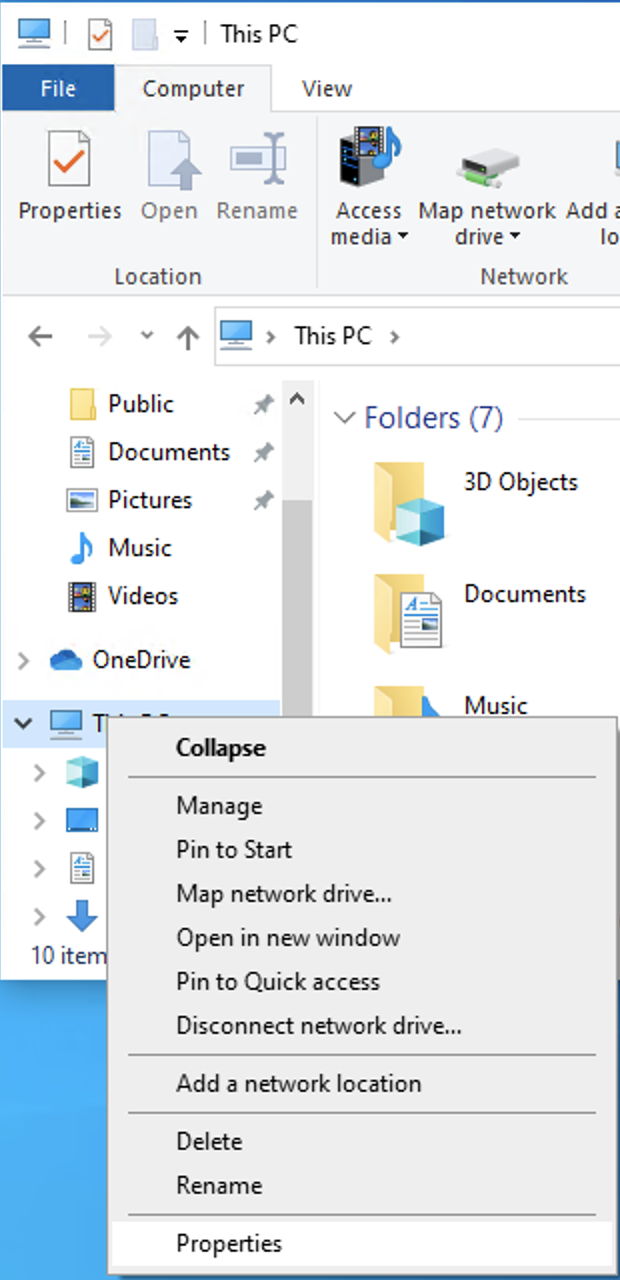 This PC
File
Computer
View
Properties
Open
Rename
Access media
Map network drive
Add a
lo
Location
Network
This PC
Public
Documents
Pictures
Music
Videos
OneDrive
Folders (7)
3D Objects
Documents
Music
10 item
Collapse
Manage
Pin to Start
Map network drive...
Open in new window
Pin to Quick access
Disconnect network drive...
Add a network location
Delete
Rename
Properties